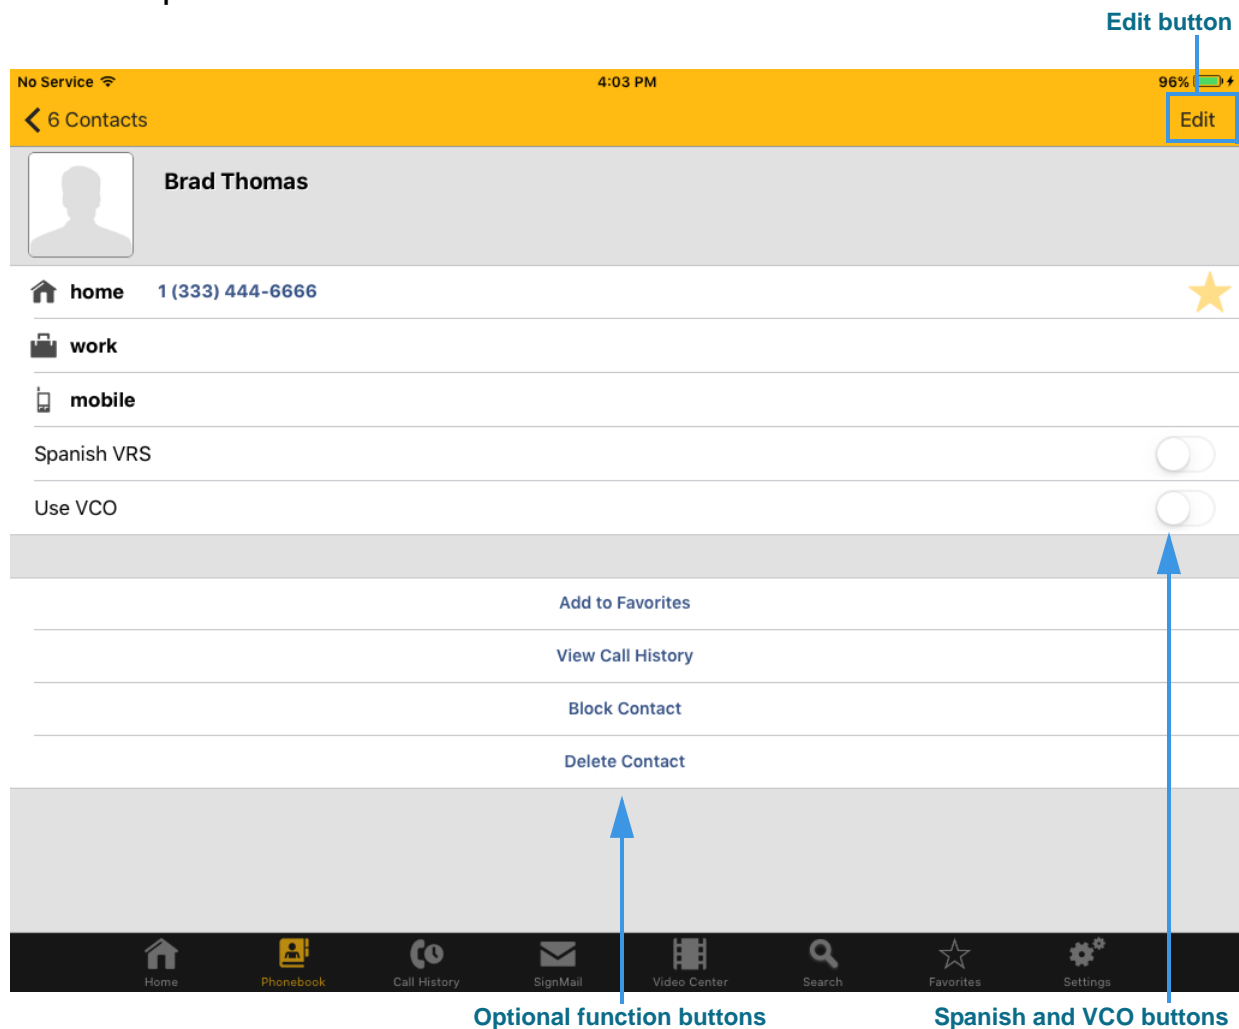 Edit button
No Service 4:03 PM 96%
6 Contacts Edit
Brad Thomas
home 1 (333) 444-6666
work
mobile
Spanish VRS
Use VCO
Add to Favorites
View Call History
Block Contact
Delete Contact
Home Phonebook Call History SignMail Video Center Search Favorites Settings
Optional function buttons Spanish and VCO buttons